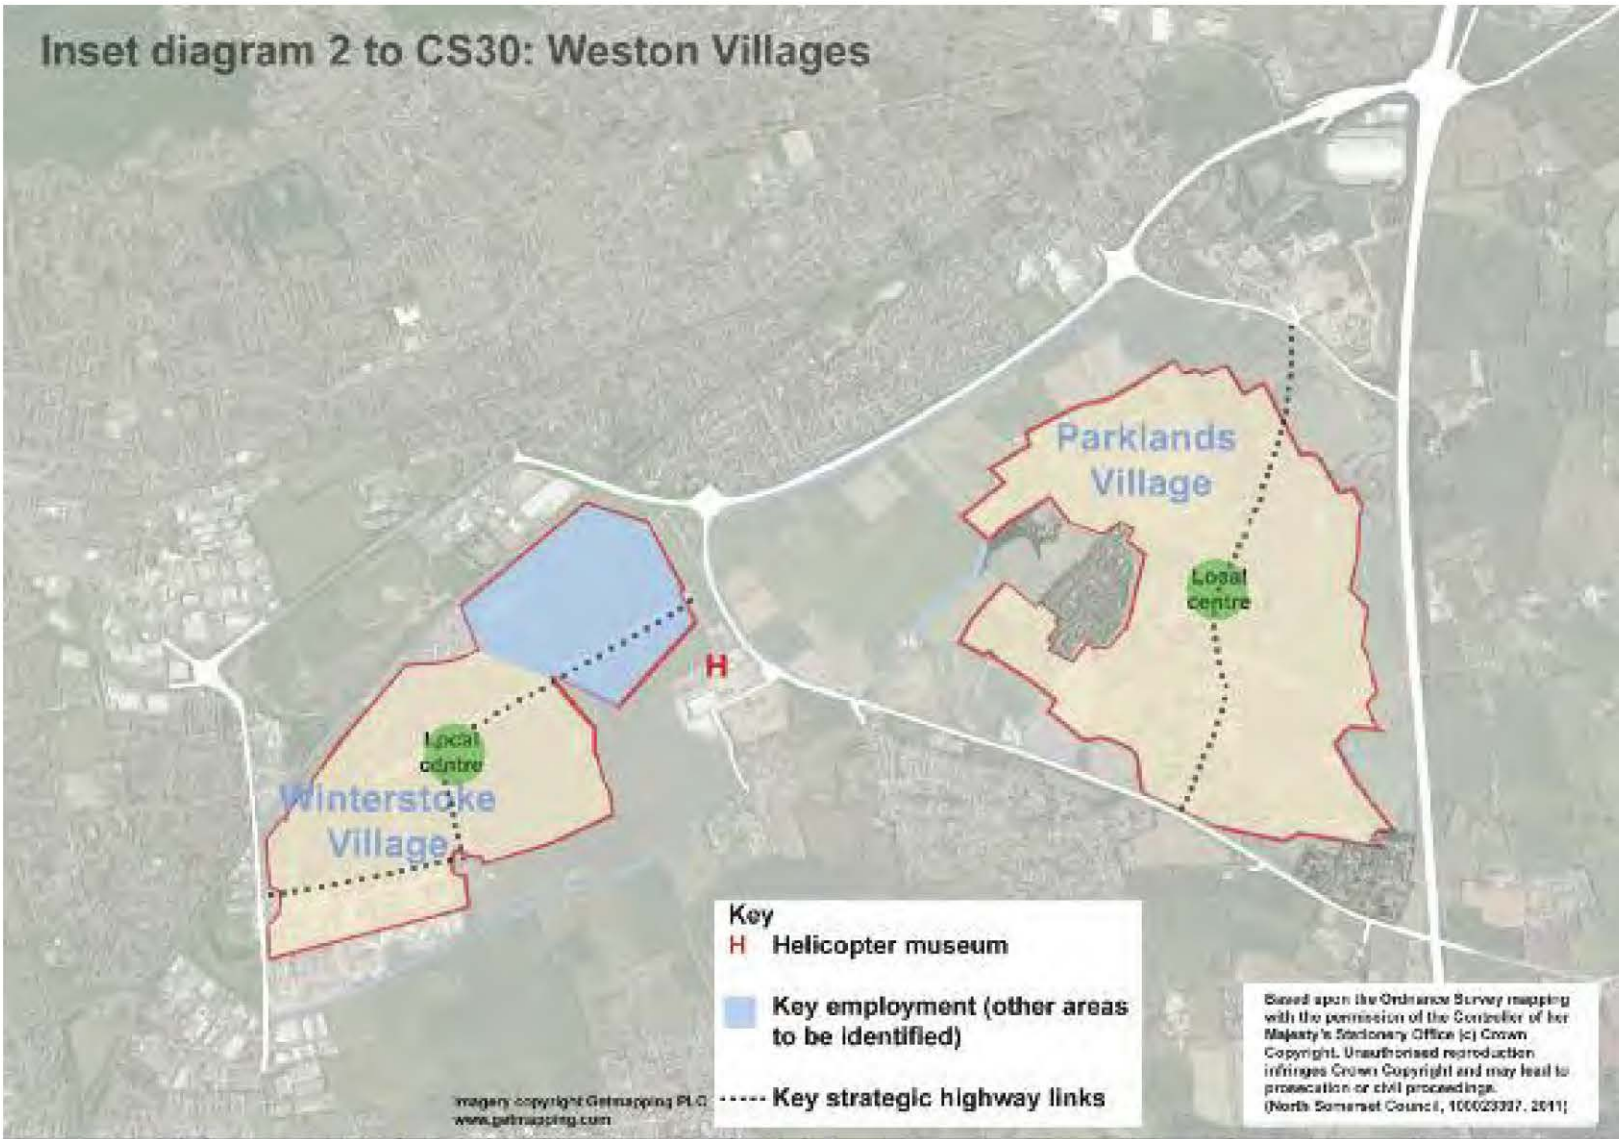 Inset diagram 2 to CS30: Weston Villages
Parklands
Village
Local
centre
H
Local
centre
Winterstoke
Village
Key
H Helicopter museum
Key employment (other areas
to be identified)
Key strategic highway links
Imagery copyright Getmapping PLC
www.getmapping.com
Based upon the Ordnance Survey mapping
with the permission of the Controller of her
Majesty's Stationery Office (c) Crown
Copyright. Unauthorised reproduction
infringes Crown Copyright and may lead to
prosecution or civil proceedings.
(North Somerset Council, 100023397, 2011)